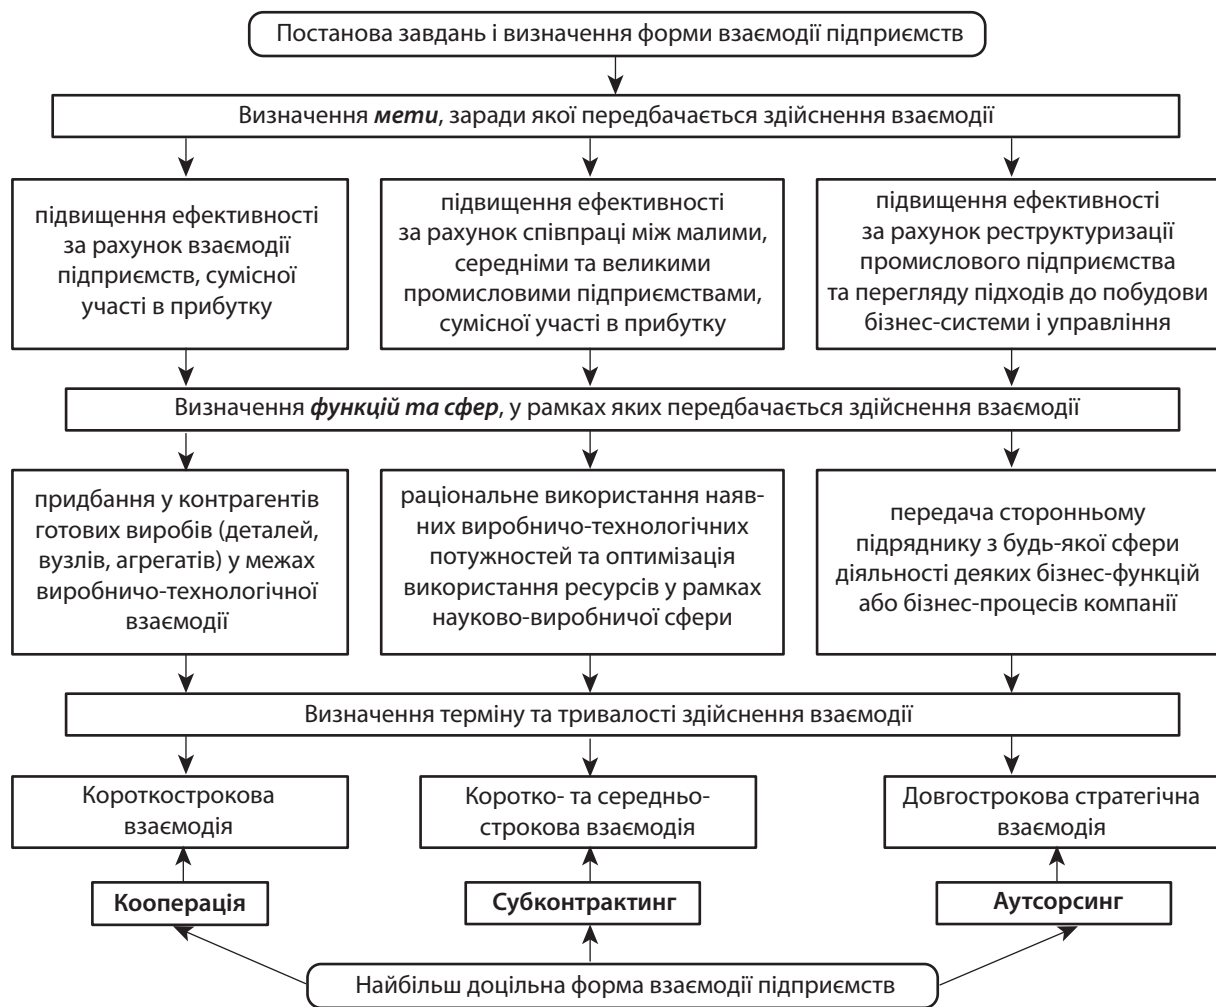 Постанова завдань і визначення форми взаємодії підприємств
Визначення мети, заради якої передбачається здійснення взаємодії
підвищення ефективності
за рахунок взаємодії
підприємств, сумісної
участі в прибутку
підвищення ефективності
за рахунок співпраці між малими,
середніми та великими
промисловими підприємствами,
сумісної участі в прибутку
підвищення ефективності
за рахунок реструктуризації
промислового підприємства
та перегляду підходів до побудови
бізнес-системи і управління
Визначення функцій та сфер, у рамках яких передбачається здійснення взаємодії
придбання у контрагентів
готових виробів (деталей,
вузлів, агрегатів) у межах
виробничо-технологічної
взаємодії
раціональне використання наяв-
них виробничо-технологічних
потужностей та оптимізація
використання ресурсів у рамках
науково-виробничої сфери
передача сторонньому
підряднику з будь-якої сфери
діяльності деяких бізнес-функцій
або бізнес-процесів компанії
Визначення терміну та тривалості здійснення взаємодії
Короткострокова
взаємодія
Коротко- та середньо-
строкова взаємодія
Довгострокова стратегічна
взаємодія
Кооперація
Субконтрактинг
Аутсорсинг
Найбільш доцільна форма взаємодії підприємств